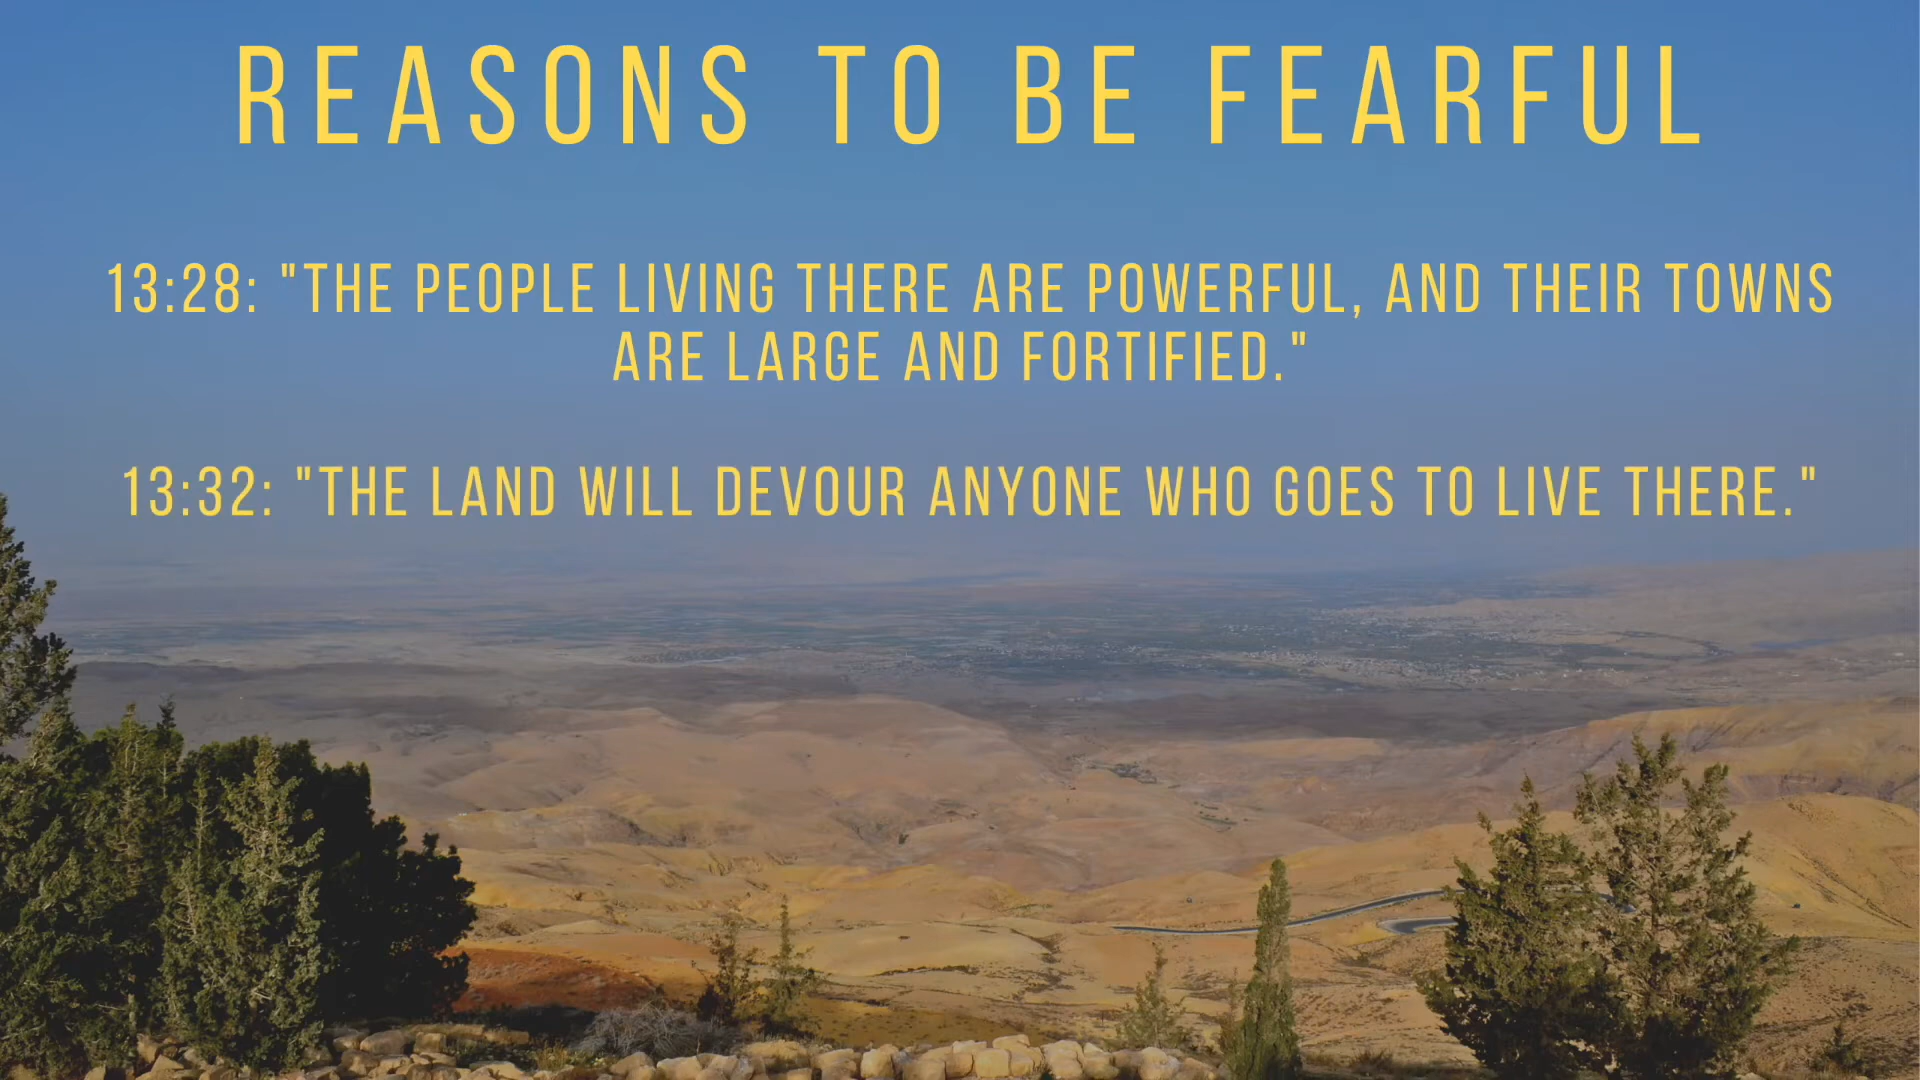 REASONS TO BE FEARFUL
13:28: "THE PEOPLE LIVING THERE ARE POWERFUL, AND THEIR TOWNS
ARE LARGE AND FORTIFIED."
13:32: "THE LAND WILL DEVOUR ANYONE WHO GOES TO LIVE THERE."